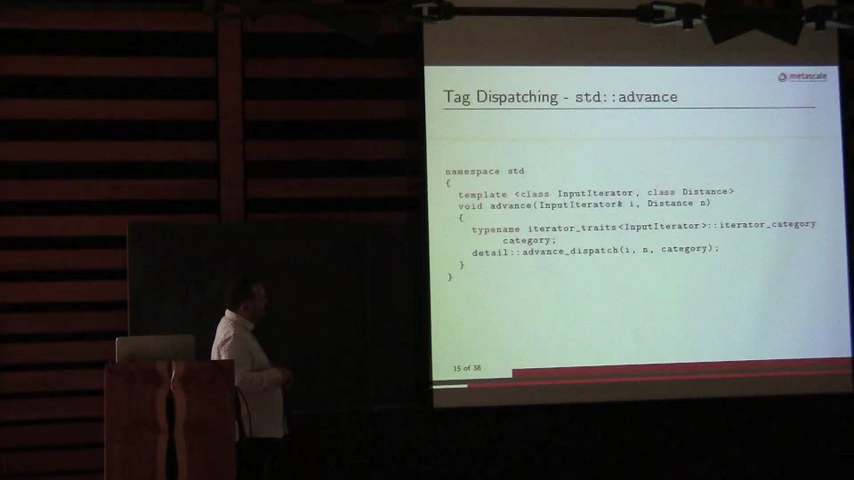 metascale
Tag Dispatching - std::advance
namespace std
{
template <class InputIterator, class Distance>
void advance(InputIterator& i, Distance n)
{
typename iterator_traits<InputIterator>::iterator_category
category;
detail::advance_dispatch(i, n, category);
}
}
15 of 38